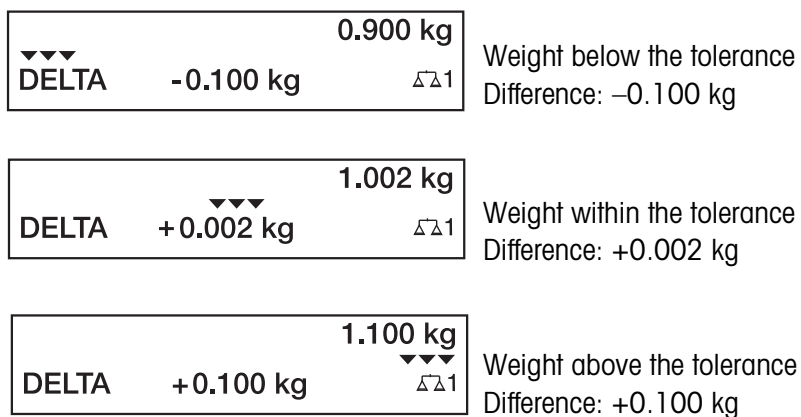 0.900 kg
DELTA -0.100 kg 1
Weight below the tolerance
Difference: –0.100 kg
1.002 kg
DELTA +0.002 kg 1
Weight within the tolerance
Difference: +0.002 kg
1.100 kg
DELTA +0.100 kg 1
Weight above the tolerance
Difference: +0.100 kg